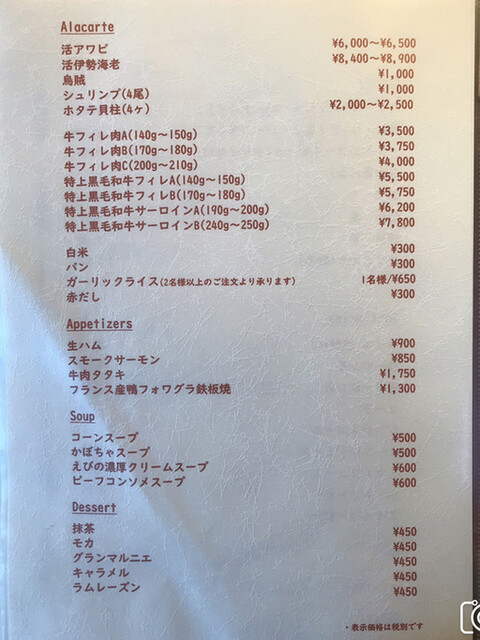 Alacarte
活アワビ ¥6,000～¥6,500
活伊勢海老 ¥8,400～¥8,900
烏賊 ¥1,000
シュリンプ(4尾) ¥1,000
ホタテ貝柱(4ヶ) ¥2,000～¥2,500
牛フィレ肉A(140g～150g) ¥3,500
牛フィレ肉B(170g～180g) ¥3,750
牛フィレ肉C(200g～210g) ¥4,000
特上黒毛和牛フィレA(140g～150g) ¥5,500
特上黒毛和牛フィレB(170g～180g) ¥5,750
特上黒毛和牛サーロインA(190g～200g) ¥6,200
特上黒毛和牛サーロインB(240g～250g) ¥7,800
白米 ¥300
パン ¥300
ガーリックライス(2名様以上のご注文より承ります) 1名様/¥650
赤だし ¥300
Appetizers
生ハム ¥900
スモークサーモン ¥850
牛肉タタキ ¥1,750
フランス産鴨フォワグラ鉄板焼 ¥1,300
Soup
コーンスープ ¥500
かぼちゃスープ ¥500
えびの濃厚クリームスープ ¥600
ビーフコンソメスープ ¥600
Dessert
抹茶 ¥450
モカ ¥450
グランマルニエ ¥450
キャラメル ¥450
ラムレーズン ¥450
・表示価格は税別です